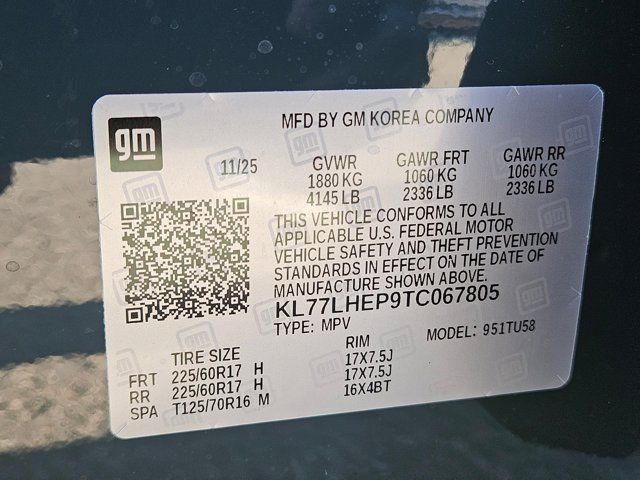 gm
MFD BY GM KOREA COMPANY
11/25
GVWR GAWR FRT GAWR RR
1880 KG 1060 KG 1060 KG
4145 LB 2336 LB 2336 LB
THIS VEHICLE CONFORMS TO ALL
APPLICABLE U.S. FEDERAL MOTOR
VEHICLE SAFETY AND THEFT PREVENTION
STANDARDS IN EFFECT ON THE DATE OF
MANUFACTURE SHOWN ABOVE.
KL77LHEP9TC067805
TYPE: MPV MODEL: 951TU58
TIRE SIZE RIM
FRT 225/60R17 H 17X7.5J
RR 225/60R17 H 17X7.5J
SPA T125/70R16 M 16X4BT